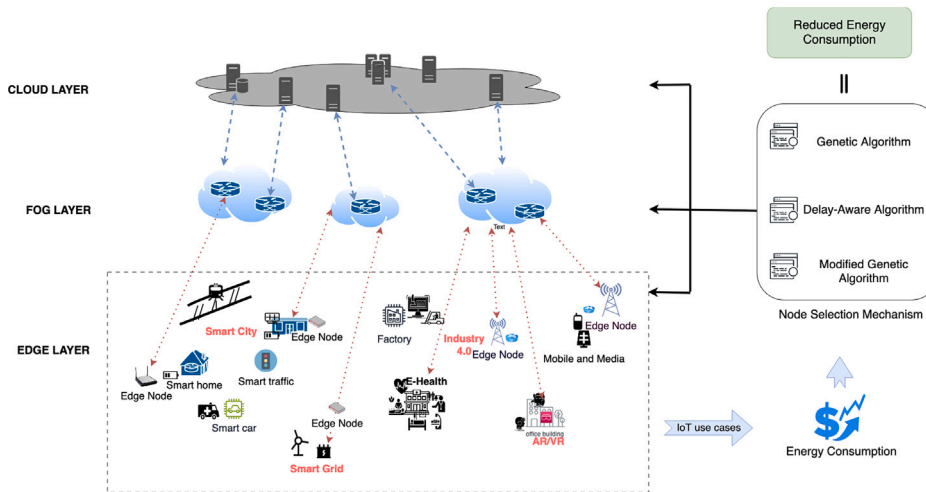 Reduced Energy
Consumption
CLOUD LAYER
Genetic Algorithm
FOG LAYER
Delay-Aware Algorithm
Text
Modified Genetic
Algorithm
Node Selection Mechanism
Smart City
Edge Node
Factory
Industry
4.0
Edge Node
Edge Node
Mobile and Media
EDGE LAYER
Smart traffic
Smart home
Edge Node
E-Health
Smart car
Edge Node
office building
AR/VR
Smart Grid
IoT use cases
Energy Consumption